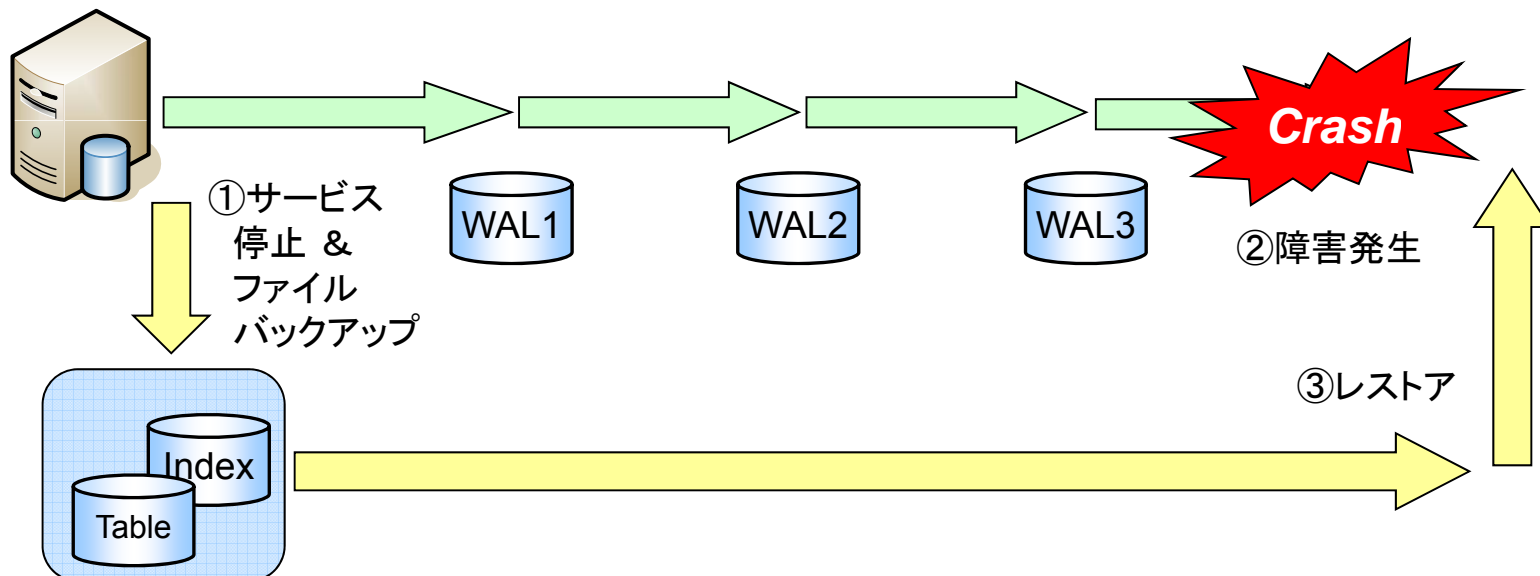 Crash
①サービス
停止 &
ファイル
バックアップ
WAL1
WAL2
WAL3
②障害発生
③レストア
Index
Table